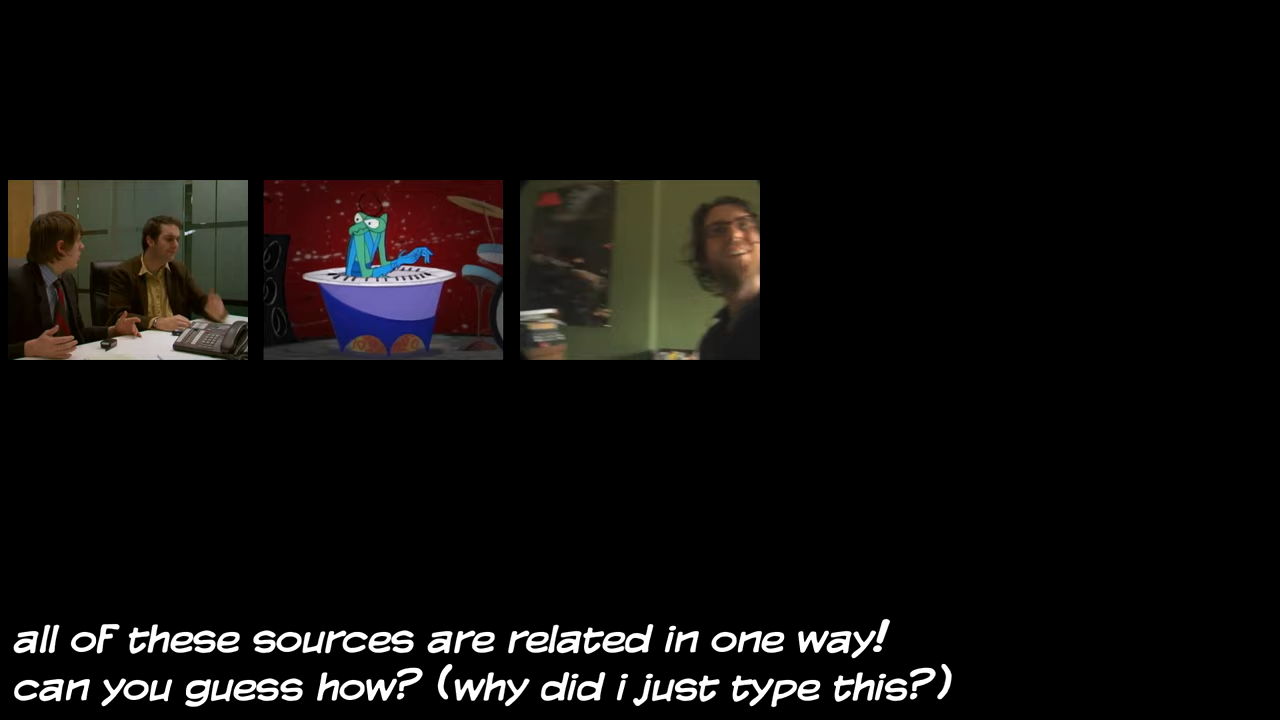 all of these sources are related in one way!
can you guess how? (why did i just type this?)